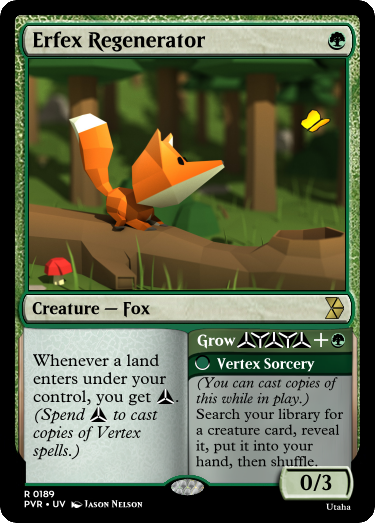 Erfex Regenerator
Creature — Fox
Whenever a land
enters under your
control, you get .
(Spend to cast
copies of Vertex
spells.)
Grow +
Vertex Sorcery
(You can cast copies of
this while in play.)
Search your library for
a creature card, reveal
it, put it into your
hand, then shuffle.
0/3
R 0189
PVR • UV Jason Nelson
Utaha